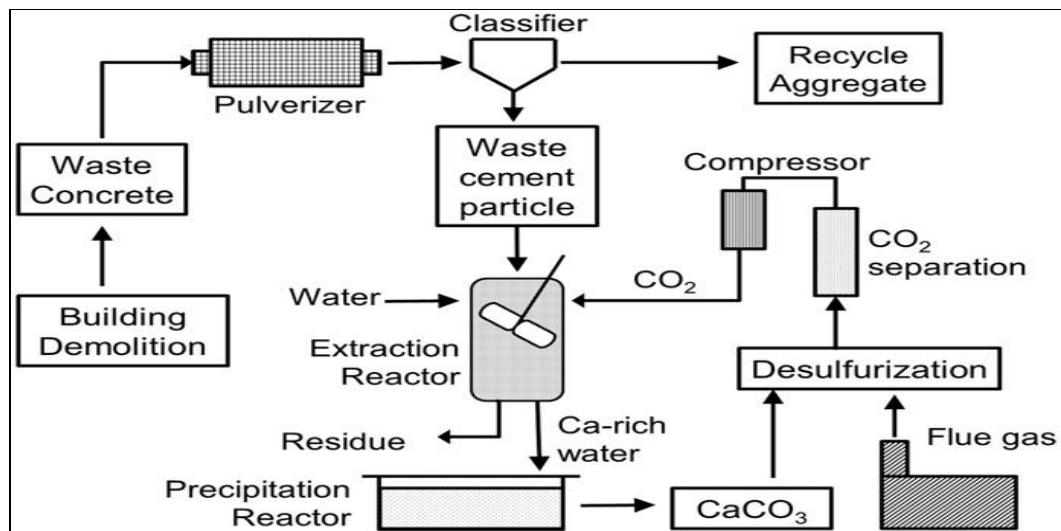 Classifier
Pulverizer
Recycle
Aggregate
Waste
Concrete
Waste
cement
particle
Compressor
CO₂
separation
Building
Demolition
Water
CO₂
Extraction
Reactor
Desulfurization
Residue
Ca-rich
water
Flue gas
Precipitation
Reactor
CaCO₃